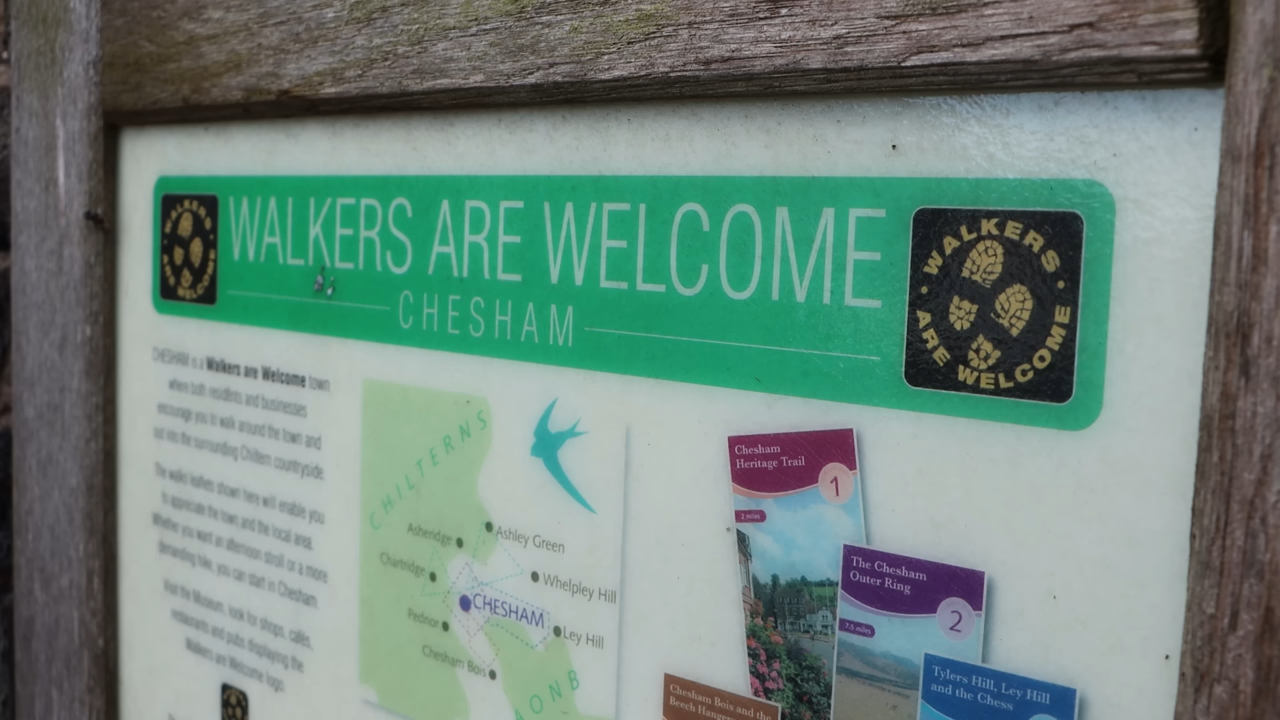 WALKERS ARE WELCOME
WALKERS ARE WELCOME
CHESHAM
WALKERS
ARE WELCOME
CHESHAM is a Walkers are Welcome town
where both residents and businesses
encourage you to walk around the town and
out into the surrounding Chiltern countryside.
The walks leaflets shown here will enable you
to appreciate the town and the local area.
Whether you want an afternoon stroll or a more
demanding hike, you can start in Chesham.
Visit the Museum, look for shops, cafés,
restaurants and pubs displaying the
Walkers are Welcome logo.
CHILTERNS
Asheridge
Ashley Green
Chartridge
Whelpley Hill
CHESHAM
Pednor
Ley Hill
Chesham Bois
AONB
Chesham
Heritage Trail
1
2 miles
The Chesham
Outer Ring
2
7.5 miles
Tylers Hill, Ley Hill
and the Chess
Chesham Bois and the
Beech Hanger